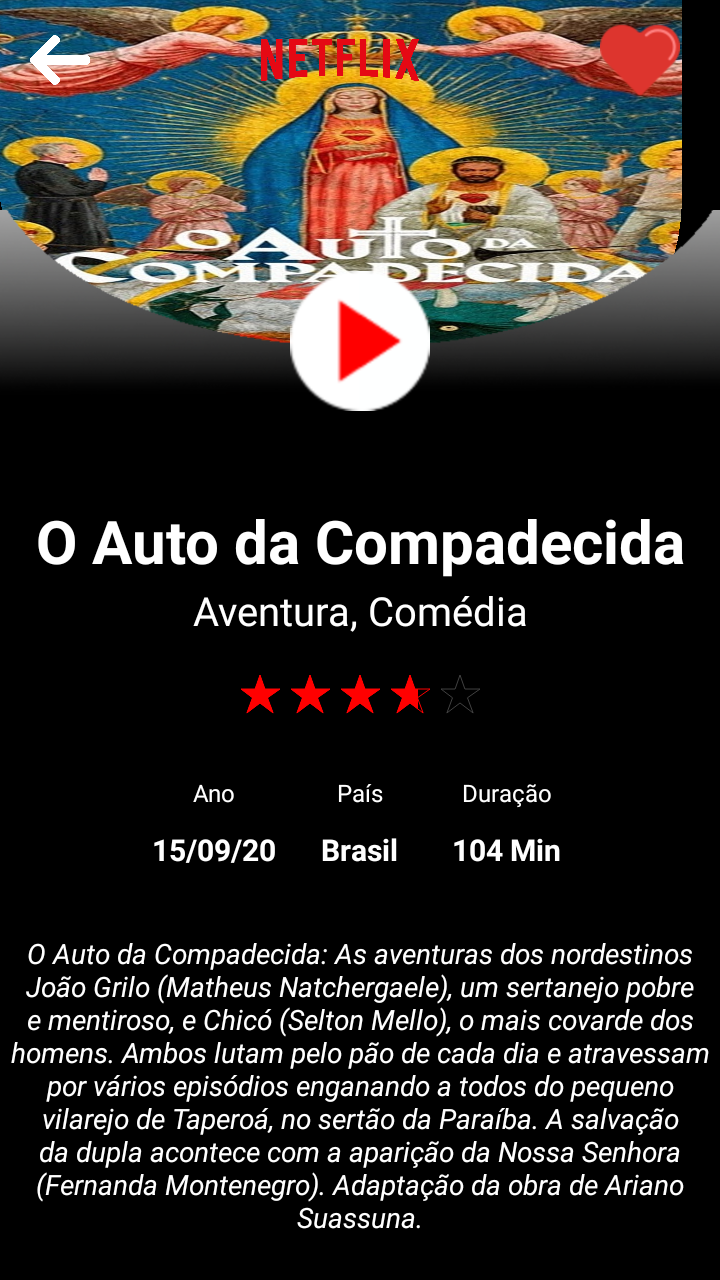 NETFLIX
O AUTO DA
COMPADECIDA
O Auto da Compadecida
Aventura, Comédia
Ano País Duração
15/09/20 Brasil 104 Min
O Auto da Compadecida: As aventuras dos nordestinos
João Grilo (Matheus Natchergaele), um sertanejo pobre
e mentiroso, e Chicó (Selton Mello), o mais covarde dos
homens. Ambos lutam pelo pão de cada dia e atravessam
por vários episódios enganando a todos do pequeno
vilarejo de Taperoá, no sertão da Paraíba. A salvação
da dupla acontece com a aparição da Nossa Senhora
(Fernanda Montenegro). Adaptação da obra de Ariano
Suassuna.